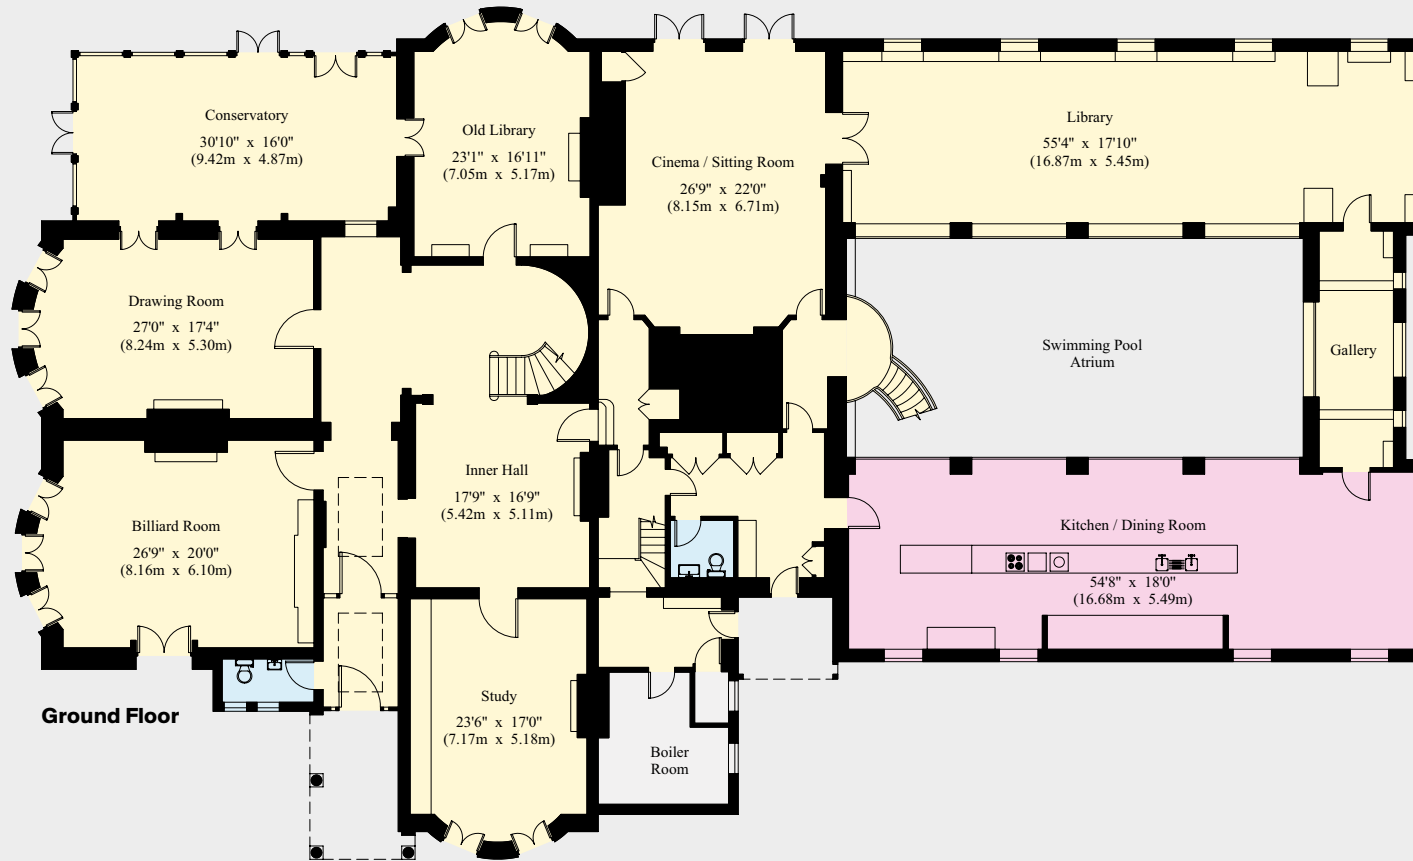 Conservatory
30'10" x 16'0"
(9.42m x 4.87m)
Old Library
23'1" x 16'11"
(7.05m x 5.17m)
Cinema / Sitting Room
26'9" x 22'0"
(8.15m x 6.71m)
Library
55'4" x 17'10"
(16.87m x 5.45m)
Drawing Room
27'0" x 17'4"
(8.24m x 5.30m)
Swimming Pool
Atrium
Gallery
Billiard Room
26'9" x 20'0"
(8.16m x 6.10m)
Inner Hall
17'9" x 16'9"
(5.42m x 5.11m)
Kitchen / Dining Room
54'8" x 18'0"
(16.68m x 5.49m)
Study
23'6" x 17'0"
(7.17m x 5.18m)
Boiler
Room
Ground Floor